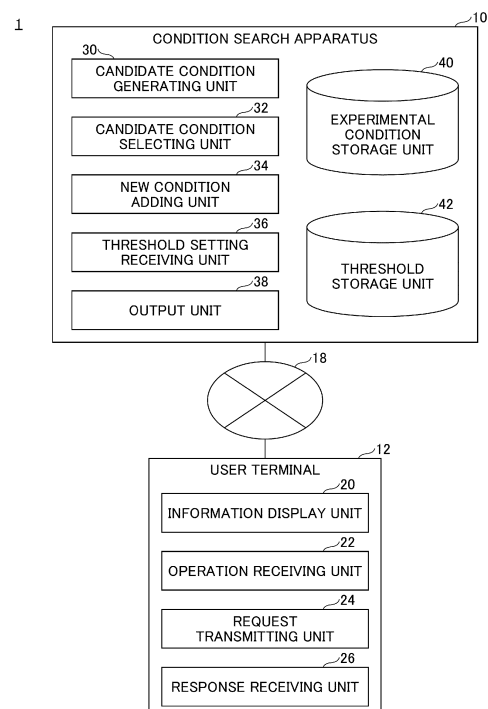 1
10
CONDITION SEARCH APPARATUS
30
CANDIDATE CONDITION
GENERATING UNIT
32
CANDIDATE CONDITION
SELECTING UNIT
34
NEW CONDITION
ADDING UNIT
36
THRESHOLD SETTING
RECEIVING UNIT
38
OUTPUT UNIT
40
EXPERIMENTAL
CONDITION
STORAGE UNIT
42
THRESHOLD
STORAGE UNIT
18
12
USER TERMINAL
20
INFORMATION DISPLAY UNIT
22
OPERATION RECEIVING UNIT
24
REQUEST
TRANSMITTING UNIT
26
RESPONSE RECEIVING UNIT